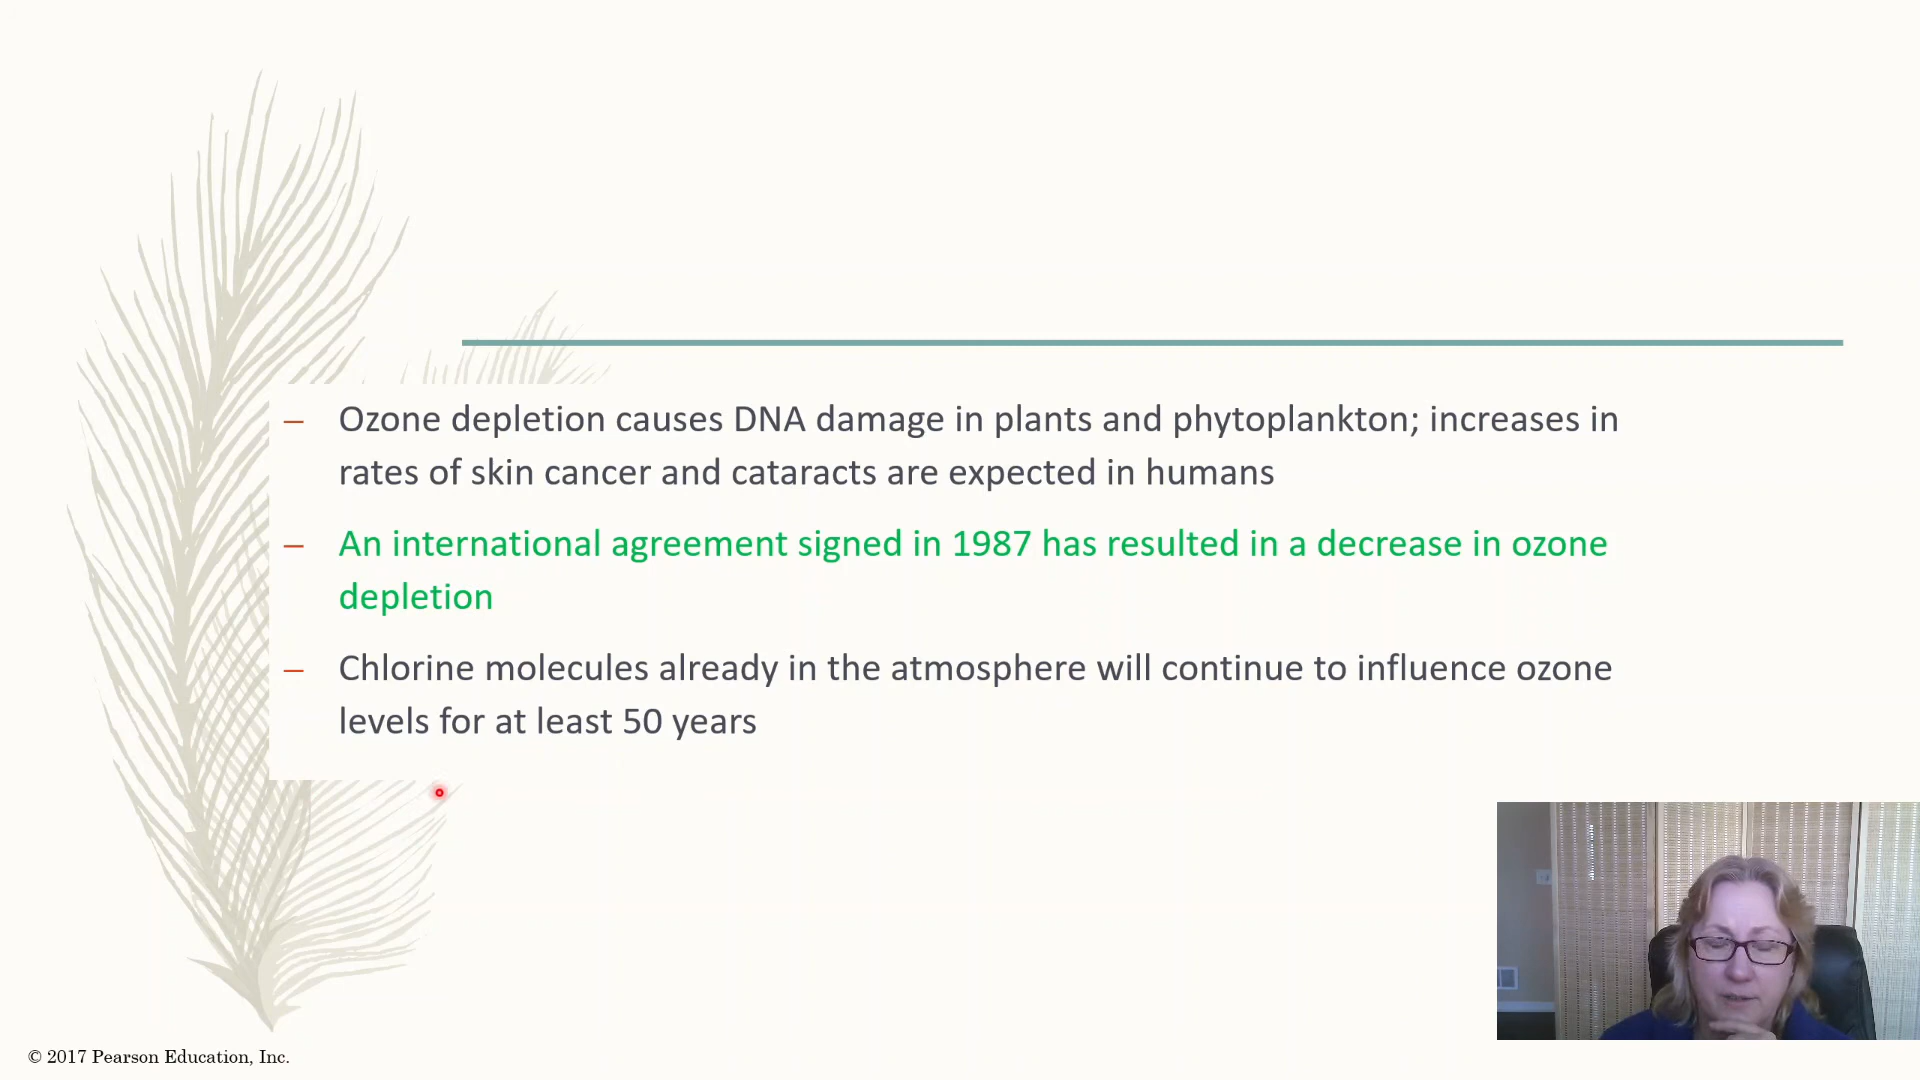 – Ozone depletion causes DNA damage in plants and phytoplankton; increases in
rates of skin cancer and cataracts are expected in humans
– An international agreement signed in 1987 has resulted in a decrease in ozone
depletion
– Chlorine molecules already in the atmosphere will continue to influence ozone
levels for at least 50 years
© 2017 Pearson Education, Inc.